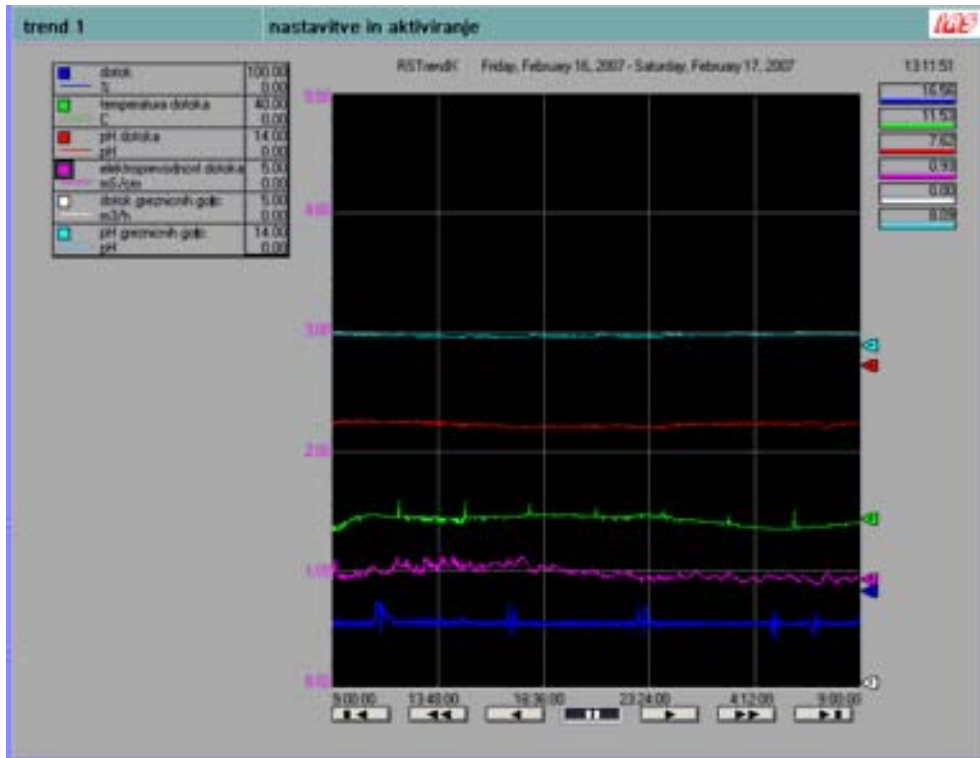 trend 1 nastavitve in aktiviranje
RSTrendX Friday, February 16, 2007 - Saturday, February 17, 2007 13:11:51
dotok 100.00
% 0.00
temperatura dotoka 40.00
C 0.00
pH dotoka 14.00
pH 0.00
elektroprevodnost dotoka 5.00
mS/cm 0.00
dotok greznicnih gošč 5.00
m3/h 0.00
pH greznicnih gošč 14.00
pH 0.00
16.56
11.53
7.62
0.93
0.00
8.09
5.00
4.00
3.00
2.00
1.00
0.00
9:00:00 13:48:00 18:36:00 23:24:00 4:12:00 9:00:00